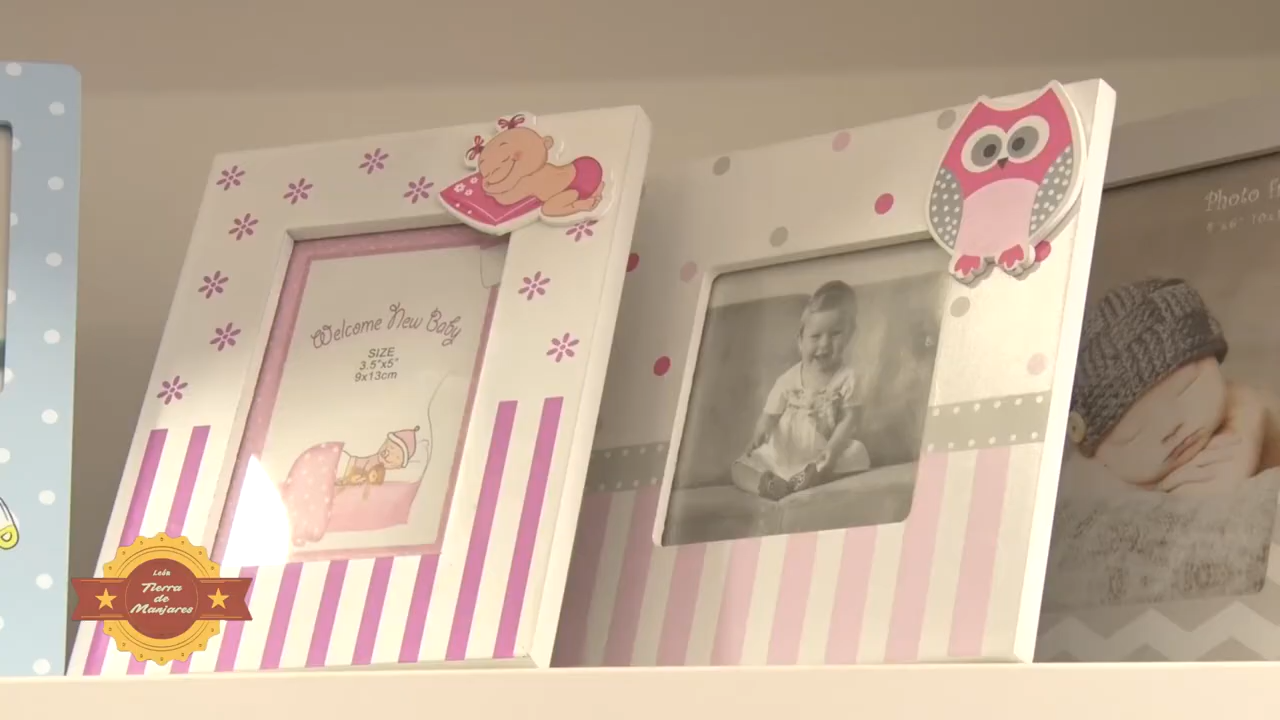 Welcome New Baby
SIZE
3.5"x5"
9x13cm
Photo
León
Tierra
de
Manjares